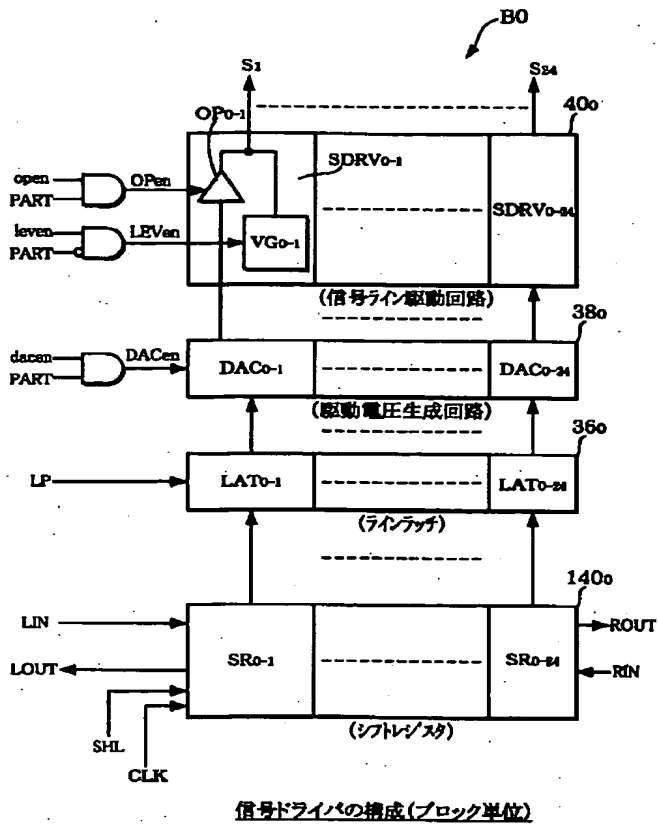 B0
S1
S24
OP0-1
40o
open
PART
OPen
SDRV0-1
SDRV0-24
leven
PART
LEVen
VG0-1
(信号ライン駆動回路)
38o
dacen
PART
DACen
DAC0-1
DAC0-24
(駆動電圧生成回路)
36o
LP
LAT0-1
LAT0-24
(ラインラッチ)
140o
LIN
ROUT
SR0-1
SR0-24
LOUT
RIN
SHL
CLK
(シフトレジスタ)
信号ドライバの構成(ブロック単位)